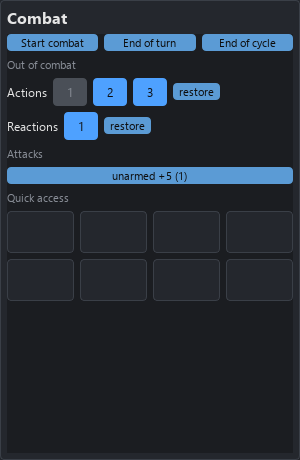 Combat
Start combat End of turn End of cycle
Out of combat
Actions 1 2 3 restore
Reactions 1 restore
Attacks
unarmed +5 (1)
Quick access